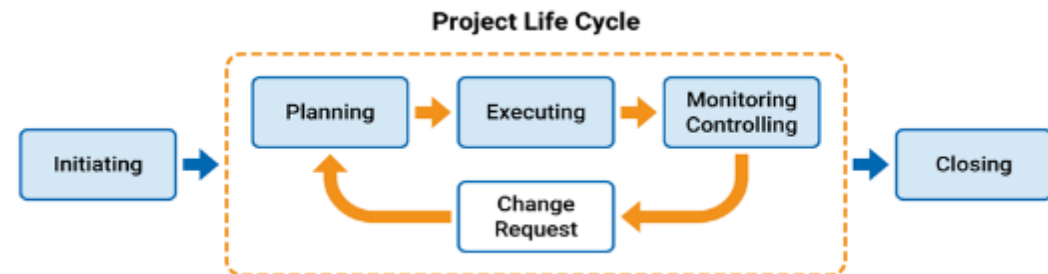 Project Life Cycle
Initiating
Planning
Executing
Monitoring
Controlling
Change
Request
Closing